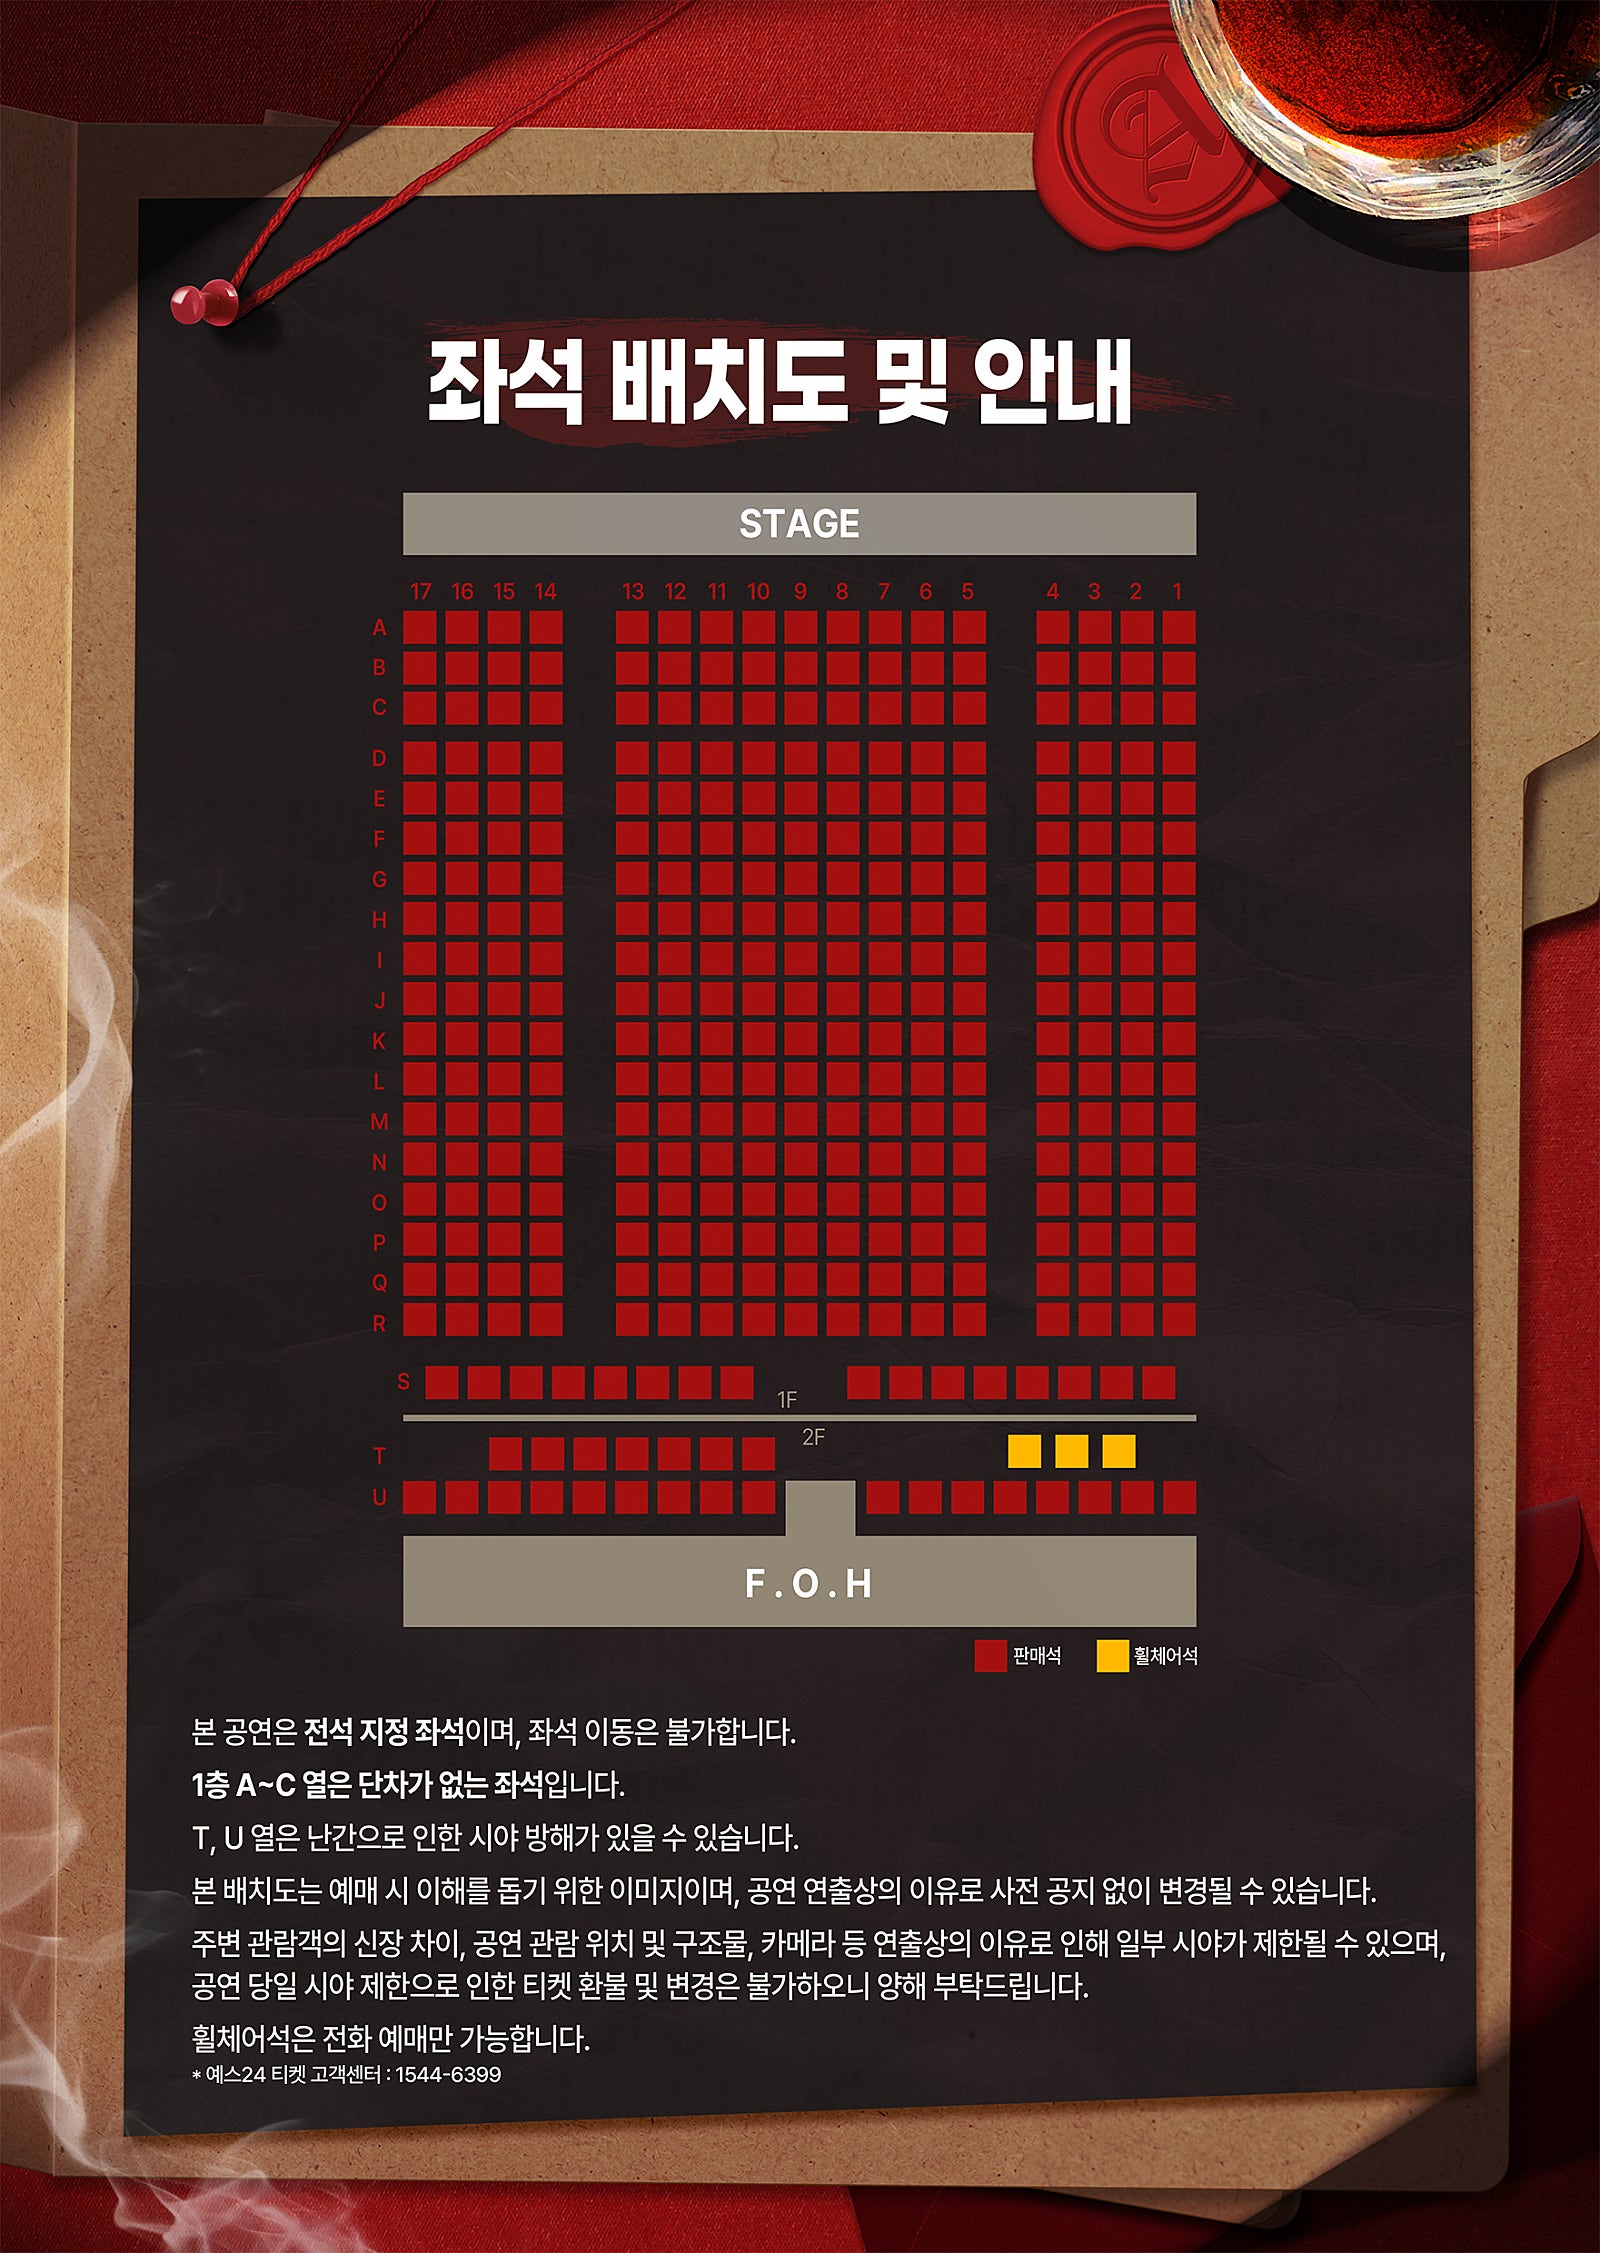 좌석 배치도 및 안내
STAGE
17 16 15 14 13 12 11 10 9 8 7 6 5 4 3 2 1
A
B
C
D
E
F
G
H
I
J
K
L
M
N
O
P
Q
R
S
1F
2F
T
U
F.O.H
판매석 휠체어석
본 공연은 전석 지정 좌석이며, 좌석 이동은 불가합니다.
1층 A~C 열은 단차가 없는 좌석입니다.
T, U 열은 난간으로 인한 시야 방해가 있을 수 있습니다.
본 배치도는 예매 시 이해를 돕기 위한 이미지이며, 공연 연출상의 이유로 사전 공지 없이 변경될 수 있습니다.
주변 관람객의 신장 차이, 공연 관람 위치 및 구조물, 카메라 등 연출상의 이유로 인해 일부 시야가 제한될 수 있으며,
공연 당일 시야 제한으로 인한 티켓 환불 및 변경은 불가하오니 양해 부탁드립니다.
휠체어석은 전화 예매만 가능합니다.
* 예스24 티켓 고객센터 : 1544-6399